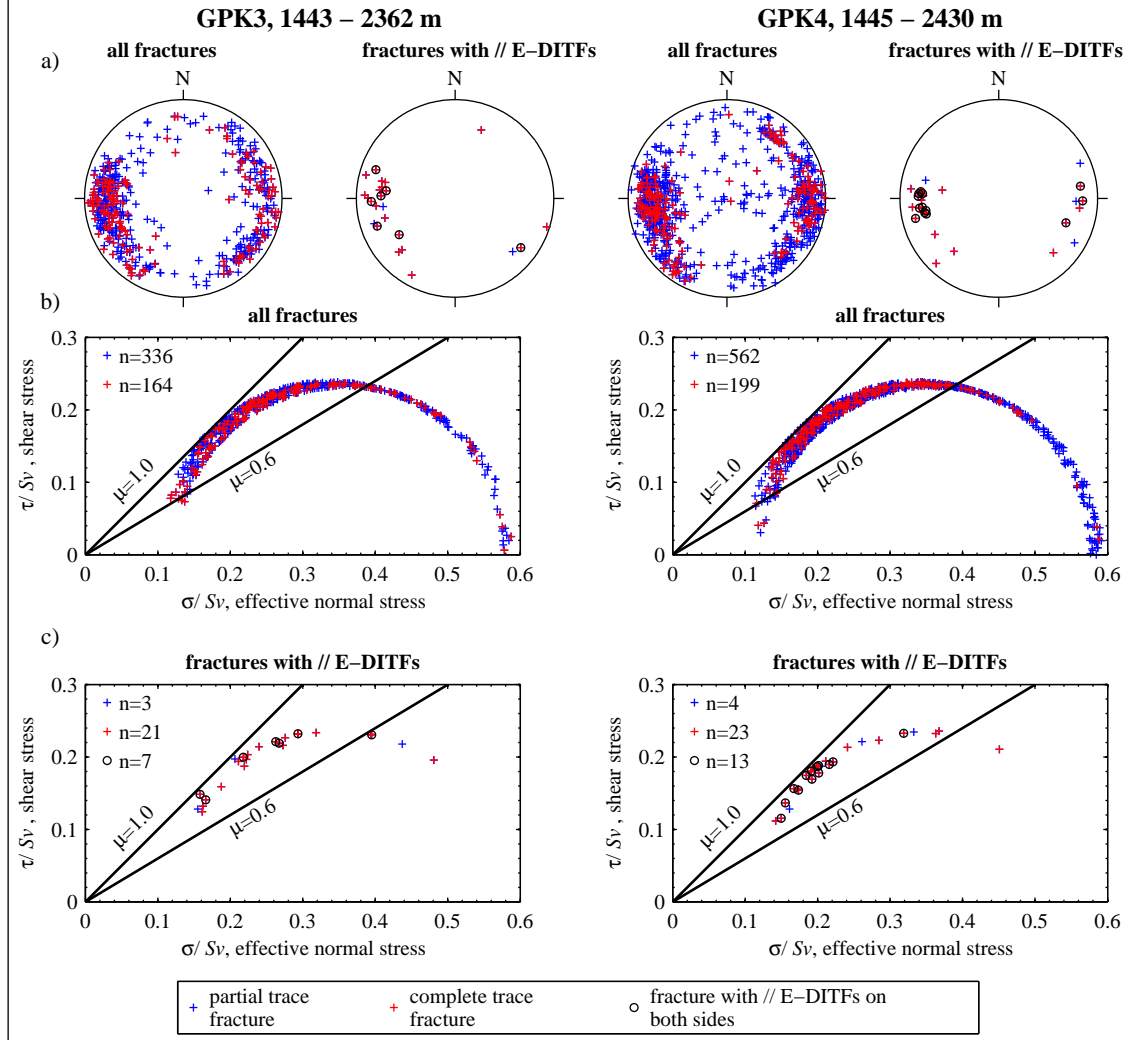 GPK3, 1443 – 2362 m
GPK4, 1445 – 2430 m
a)
all fractures
fractures with // E−DITFs
all fractures
fractures with // E−DITFs
N
N
N
N
b)
all fractures
all fractures
0.3
0.2
0.1
0
τ/ Sv , shear stress
n=336
n=164
μ=1.0
μ=0.6
0
0.1
0.2
0.3
0.4
0.5
0.6
σ/ Sv, effective normal stress
0.3
0.2
0.1
0
τ/ Sv , shear stress
n=562
n=199
μ=1.0
μ=0.6
0
0.1
0.2
0.3
0.4
0.5
0.6
σ/ Sv, effective normal stress
c)
fractures with // E−DITFs
fractures with // E−DITFs
0.3
0.2
0.1
0
τ/ Sv , shear stress
n=3
n=21
n=7
μ=1.0
μ=0.6
0
0.1
0.2
0.3
0.4
0.5
0.6
σ/ Sv, effective normal stress
0.3
0.2
0.1
0
τ/ Sv , shear stress
n=4
n=23
n=13
μ=1.0
μ=0.6
0
0.1
0.2
0.3
0.4
0.5
0.6
σ/ Sv, effective normal stress
partial trace
fracture
complete trace
fracture
fracture with // E−DITFs on
both sides